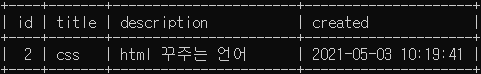 | id | title | description | created |
| 2 | css | html 꾸주는 언어 | 2021-05-03 10:19:41 |